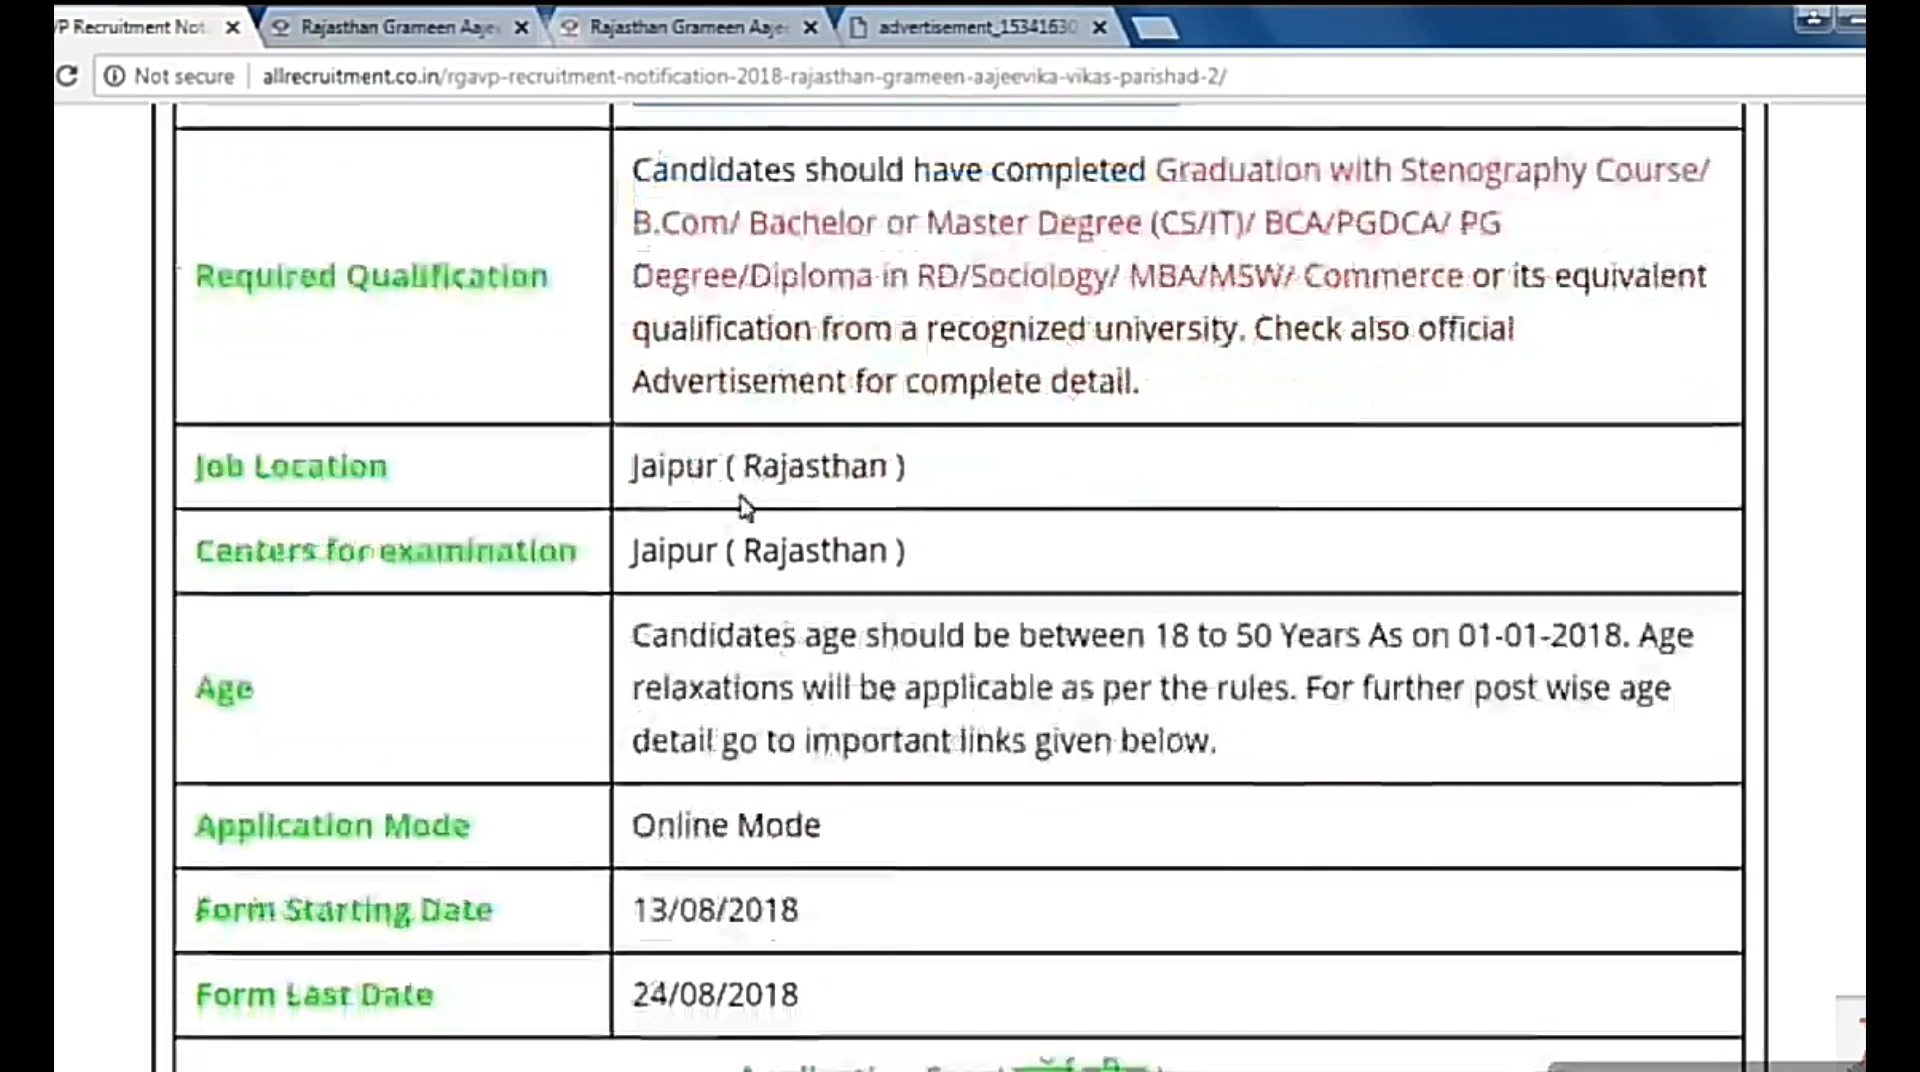 P Recruitment Not
Rajasthan Grameen Aaje
Rajasthan Grameen Aaje
advertisement_15341630
Not secure
allrecruitment.co.in/rgavp-recruitment-notification-2018-rajasthan-grameen-aajeevika-vikas-parishad-2/
Required Qualification
Candidates should have completed Graduation with Stenography Course/
B.Com/ Bachelor or Master Degree (CS/IT)/ BCA/PGDCA/ PG
Degree/Diploma in RD/Sociology/ MBA/MSW/ Commerce or its equivalent
qualification from a recognized university. Check also official
Advertisement for complete detail.
Job Location
Jaipur ( Rajasthan )
Centers for examination
Jaipur ( Rajasthan )
Age
Candidates age should be between 18 to 50 Years As on 01-01-2018. Age
relaxations will be applicable as per the rules. For further post wise age
detail go to important links given below.
Application Mode
Online Mode
Form Starting Date
13/08/2018
Form Last Date
24/08/2018